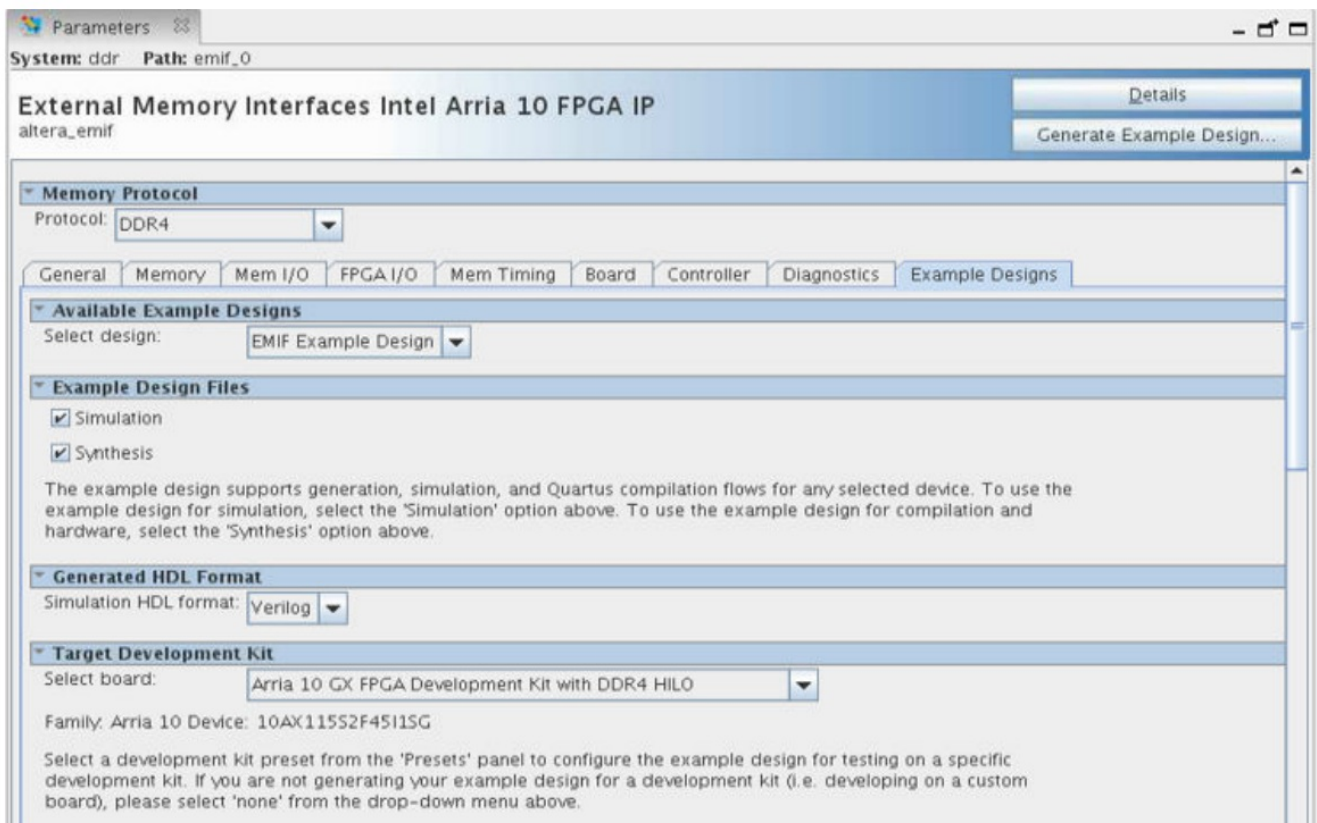 Parameters
System: ddr Path: emif_0
External Memory Interfaces Intel Arria 10 FPGA IP
altera_emif
Details
Generate Example Design...
Memory Protocol
Protocol: DDR4
General Memory Mem I/O FPGA I/O Mem Timing Board Controller Diagnostics Example Designs
Available Example Designs
Select design: EMIF Example Design
Example Design Files
Simulation
Synthesis
The example design supports generation, simulation, and Quartus compilation flows for any selected device. To use the
example design for simulation, select the 'Simulation' option above. To use the example design for compilation and
hardware, select the 'Synthesis' option above.
Generated HDL Format
Simulation HDL format: Verilog
Target Development Kit
Select board: Arria 10 GX FPGA Development Kit with DDR4 HILO
Family: Arria 10 Device: 10AX115S2F45I1SG
Select a development kit preset from the 'Presets' panel to configure the example design for testing on a specific
development kit. If you are not generating your example design for a development kit (i.e. developing on a custom
board), please select 'none' from the drop-down menu above.